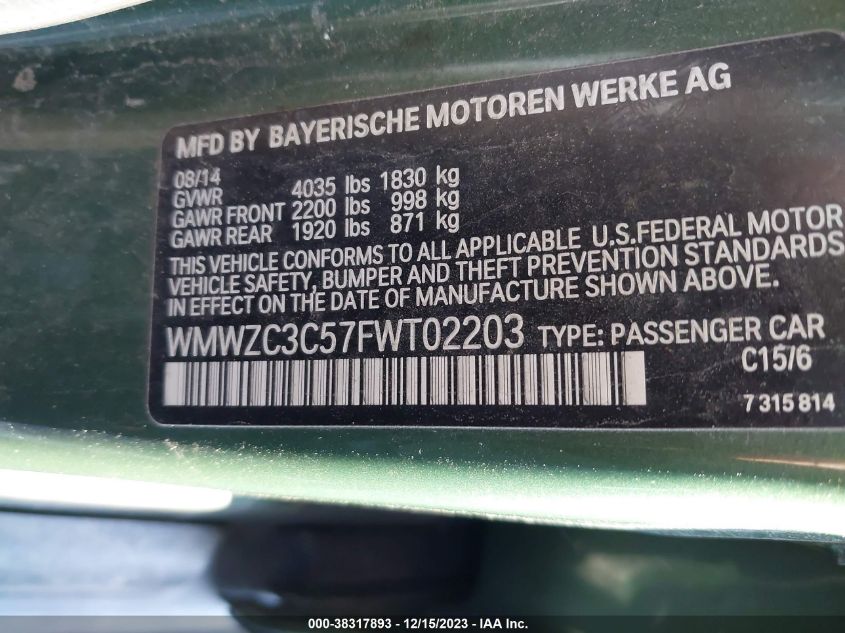 MFD BY BAYERISCHE MOTOREN WERKE AG
08/14
GVWR 4035 lbs 1830 kg
GAWR FRONT 2200 lbs 998 kg
GAWR REAR 1920 lbs 871 kg
THIS VEHICLE CONFORMS TO ALL APPLICABLE U.S.FEDERAL MOTOR
VEHICLE SAFETY, BUMPER AND THEFT PREVENTION STANDARDS
IN EFFECT ON THE DATE OF MANUFACTURE SHOWN ABOVE.
WMWZC3C57FWT02203 TYPE: PASSENGER CAR
C15/6
7 315 814
000-38317893 - 12/15/2023 - IAA Inc.